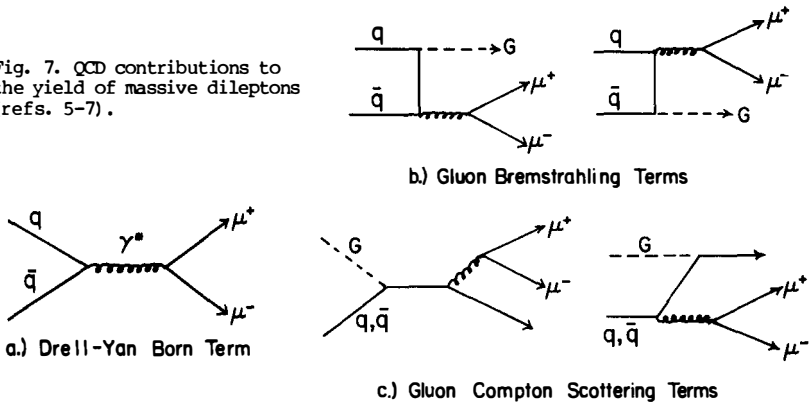 Fig. 7. QCD contributions to
the yield of massive dileptons
(refs. 5-7).
q
G
q̄
μ+
μ-
q
μ+
μ-
q̄
G
b.) Gluon Bremstrahling Terms
q
γ*
μ+
q̄
μ-
a.) Drell-Yan Born Term
G
μ+
μ-
q,q̄
G
μ+
q,q̄
μ-
c.) Gluon Compton Scottering Terms